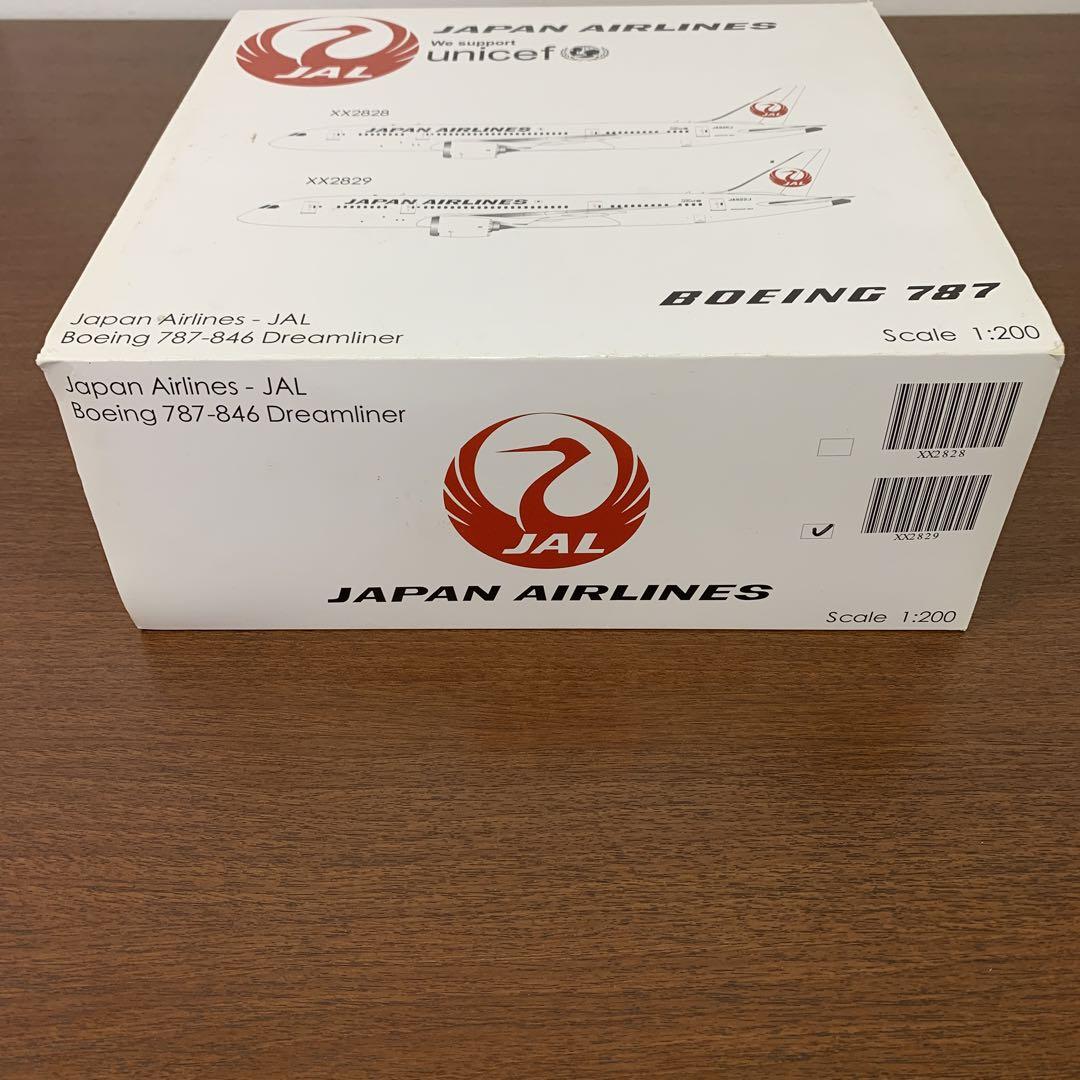 JAL
JAPAN AIRLINES
We support
unicef
XX2828
JAPAN AIRLINES
JAL
XX2829
JAPAN AIRLINES
JAL
BOEING 787
Japan Airlines - JAL
Boeing 787-846 Dreamliner
Scale 1:200
Japan Airlines - JAL
Boeing 787-846 Dreamliner
XX2828
XX2829
JAL
JAPAN AIRLINES
Scale 1:200